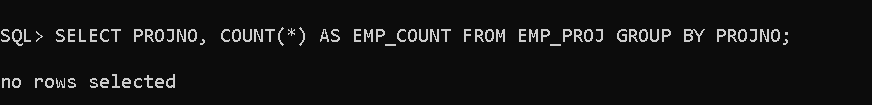 SQL> SELECT PROJNO, COUNT(*) AS EMP_COUNT FROM EMP_PROJ GROUP BY PROJNO;
no rows selected